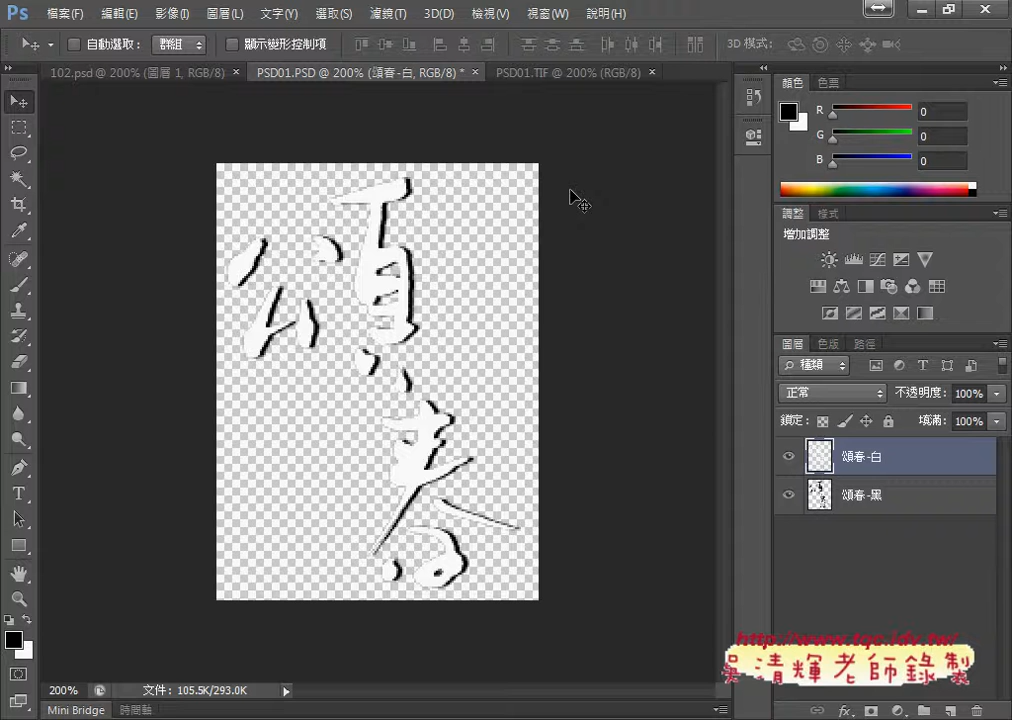 Ps 檔案(F) 編輯(E) 影像(I) 圖層(L) 文字(Y) 選取(S) 濾鏡(T) 3D(D) 檢視(V) 視窗(W) 說明(H)
自動選取： 群組 顯示變形控制項 3D 模式：
102.psd @ 200% (圖層 1, RGB/8) × PSD01.PSD @ 200% (頌春-白, RGB/8) * × PSD01.TIF @ 200% (RGB/8) ×
顏色 色票
R 0
G 0
B 0
調整 樣式
增加調整
圖層 色版 路徑
種類
正常 不透明度： 100%
鎖定： 填滿： 100%
頌春-白
頌春-黑
頌春
http://www.tqc.idv.tw/
吳清輝老師錄製
200% 文件：105.5K/293.0K
Mini Bridge 時間軸
fx